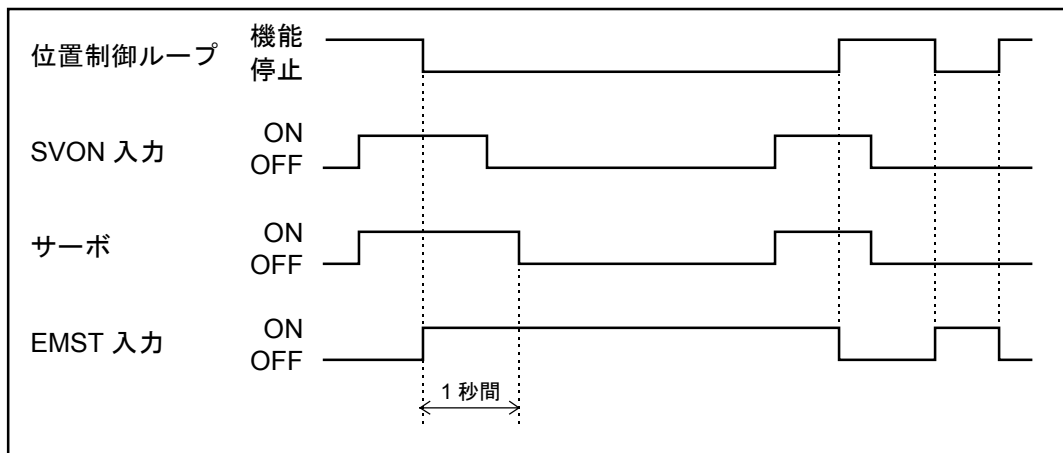 位置制御ループ 機能
停止
SVON 入力 ON
OFF
サーボ ON
OFF
EMST 入力 ON
OFF
1 秒間